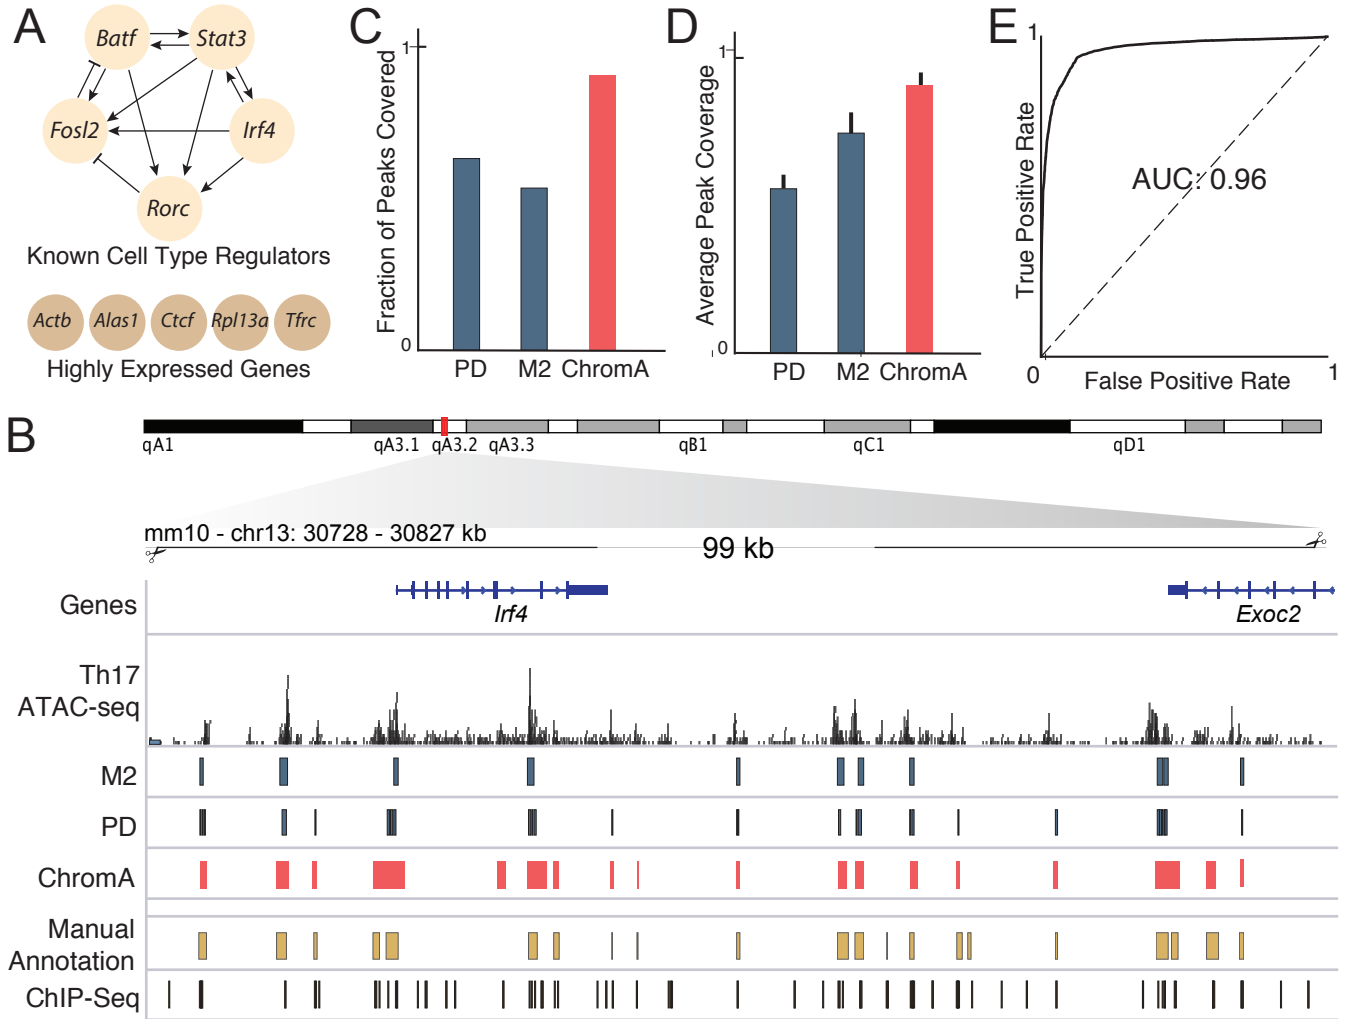 A
Batf
Stat3
Fosl2
Irf4
Rorc
Known Cell Type Regulators
Actb Alas1 Ctcf Rpl13a Tfrc
Highly Expressed Genes
C
Fraction of Peaks Covered
1
0
PD M2 ChromA
D
Average Peak Coverage
1
0
PD M2 ChromA
E
True Positive Rate
1
AUC: 0.96
0
1
False Positive Rate
B
qA1 qA3.1 qA3.2 qA3.3 qB1 qC1 qD1
mm10 - chr13: 30728 - 30827 kb
99 kb
Genes
Irf4
Exoc2
Th17
ATAC-seq
M2
PD
ChromA
Manual
Annotation
ChIP-Seq